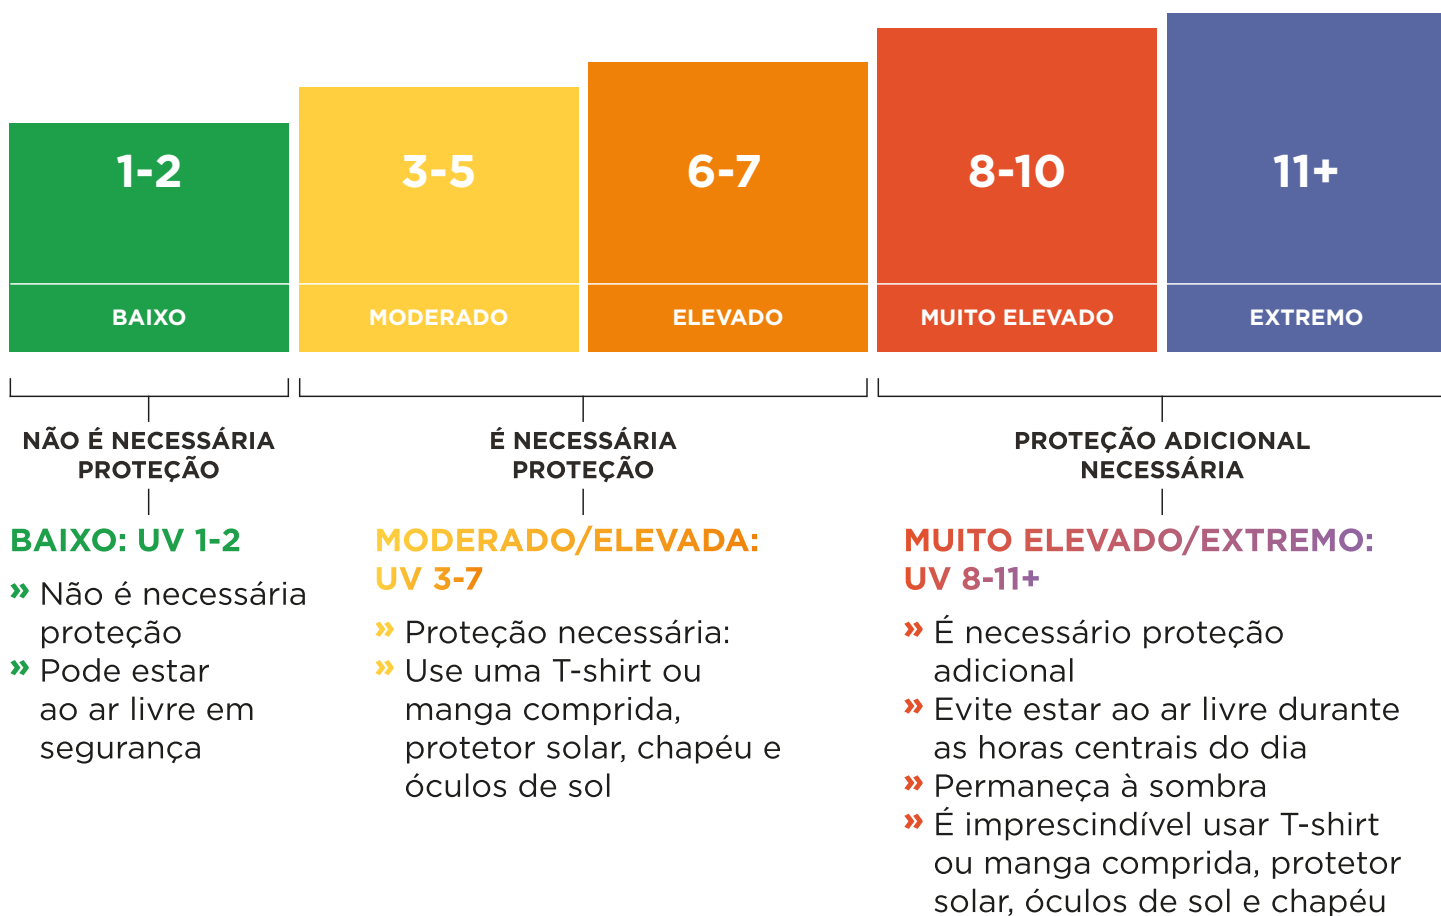 1-2
3-5
6-7
8-10
11+
BAIXO
MODERADO
ELEVADO
MUITO ELEVADO
EXTREMO
NÃO É NECESSÁRIA
PROTEÇÃO
É NECESSÁRIA
PROTEÇÃO
PROTEÇÃO ADICIONAL
NECESSÁRIA
BAIXO: UV 1-2
» Não é necessária
proteção
» Pode estar
ao ar livre em
segurança
MODERADO/ELEVADA:
UV 3-7
» Proteção necessária:
» Use uma T-shirt ou
manga comprida,
protetor solar, chapéu e
óculos de sol
MUITO ELEVADO/EXTREMO:
UV 8-11+
» É necessário proteção
adicional
» Evite estar ao ar livre durante
as horas centrais do dia
» Permaneça à sombra
» É imprescindível usar T-shirt
ou manga comprida, protetor
solar, óculos de sol e chapéu